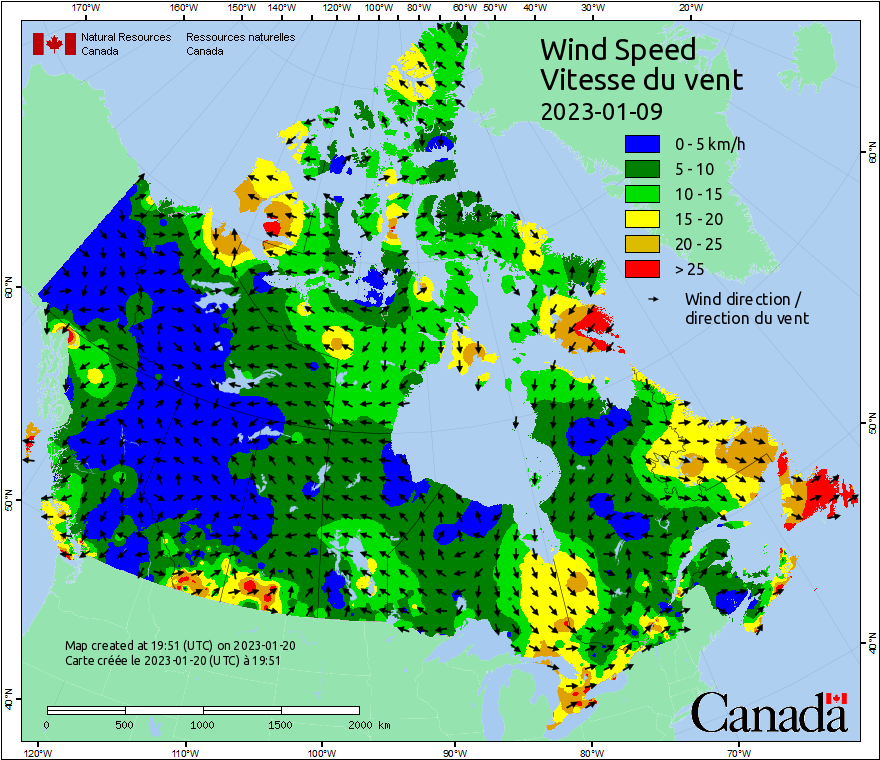 170°W 160°W 150°W 140°W 120°W 100°W 80°W 60°W 50°W 40°W 30°W 20°W
Natural Resources Canada
Ressources naturelles Canada
Wind Speed
Vitesse du vent
2023-01-09
0 - 5 km/h
5 - 10
10 - 15
15 - 20
20 - 25
> 25
Wind direction /
direction du vent
60°N
60°N
50°N
50°N
40°N
40°N
Map created at 19:51 (UTC) on 2023-01-20
Carte créée le 2023-01-20 (UTC) à 19:51
0 500 1000 1500 2000 km
Canada
120°W 110°W 100°W 90°W 80°W 70°W